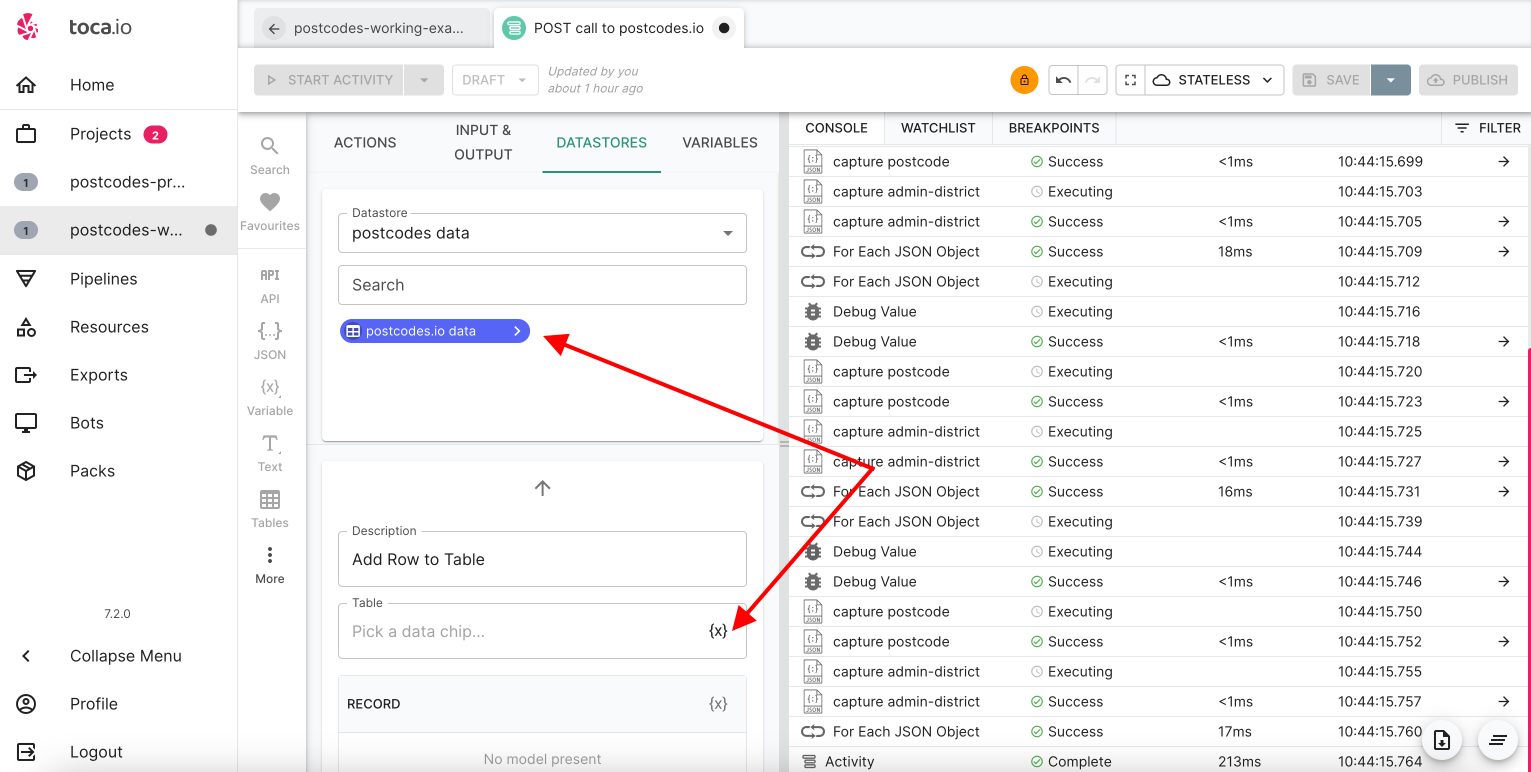 toca.io
Home
Projects 2
1 postcodes-pr...
1 postcodes-w...
Pipelines
Resources
Exports
Bots
Packs
7.2.0
Collapse Menu
Profile
Logout
postcodes-working-exa...
POST call to postcodes.io
START ACTIVITY
DRAFT
Updated by you
about 1 hour ago
STATELESS
SAVE
PUBLISH
Search
Favourites
API
API
{...}
JSON
{x}
Variable
T
Text
Tables
More
ACTIONS
INPUT &
OUTPUT
DATASTORES
VARIABLES
Datastore
postcodes data
Search
postcodes.io data
Description
Add Row to Table
Table
Pick a data chip... {x}
RECORD {x}
No model present
CONSOLE WATCHLIST BREAKPOINTS FILTER
{;} JSON capture postcode Success <1ms 10:44:15.699
{;} JSON capture admin-district Executing 10:44:15.703
{;} JSON capture admin-district Success <1ms 10:44:15.705
For Each JSON Object Success 18ms 10:44:15.709
For Each JSON Object Executing 10:44:15.712
Debug Value Executing 10:44:15.716
Debug Value Success <1ms 10:44:15.718
{;} JSON capture postcode Executing 10:44:15.720
{;} JSON capture postcode Success <1ms 10:44:15.723
{;} JSON capture admin-district Executing 10:44:15.725
{;} JSON capture admin-district Success <1ms 10:44:15.727
For Each JSON Object Success 16ms 10:44:15.731
For Each JSON Object Executing 10:44:15.739
Debug Value Executing 10:44:15.744
Debug Value Success <1ms 10:44:15.746
{;} JSON capture postcode Executing 10:44:15.750
{;} JSON capture postcode Success <1ms 10:44:15.752
{;} JSON capture admin-district Executing 10:44:15.755
{;} JSON capture admin-district Success <1ms 10:44:15.757
For Each JSON Object Success 17ms 10:44:15.760
Activity Complete 213ms 10:44:15.764